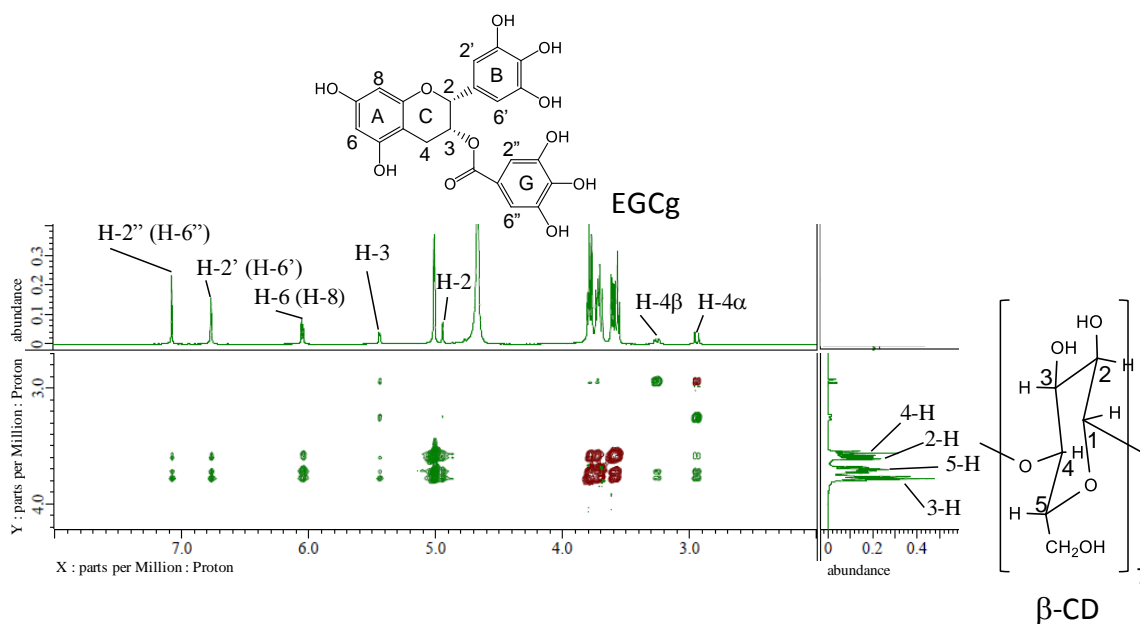 OH
2' OH
8 O 2 B
HO OH
A C 6'
6 3 O
4 2" OH
OH
O G OH
6" OH
EGCg
H-2” (H-6”)
H-2’ (H-6’)
H-6 (H-8)
H-3
H-2
H-4β
H-4α
abundance
0 0.1 0.2 0.3
Y : parts per Million : Proton
3.0
4.0
7.0 6.0 5.0 4.0 3.0
X : parts per Million : Proton
4-H
2-H
5-H
3-H
0 0.2 0.4
abundance
HO
OH
H 3 2 H
H
H 1
O 4
5 O
H
CH2OH
β-CD